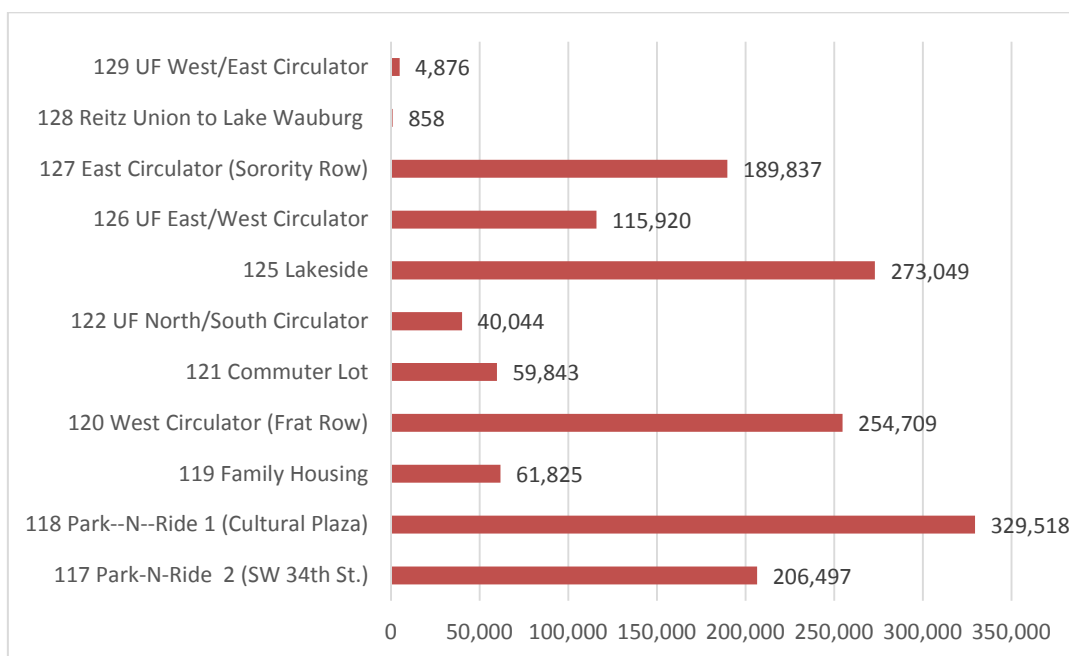 129 UF West/East Circulator 4,876
128 Reitz Union to Lake Wauburg 858
127 East Circulator (Sorority Row) 189,837
126 UF East/West Circulator 115,920
125 Lakeside 273,049
122 UF North/South Circulator 40,044
121 Commuter Lot 59,843
120 West Circulator (Frat Row) 254,709
119 Family Housing 61,825
118 Park--N--Ride 1 (Cultural Plaza) 329,518
117 Park-N-Ride  2 (SW 34th St.) 206,497
0 50,000 100,000 150,000 200,000 250,000 300,000 350,000